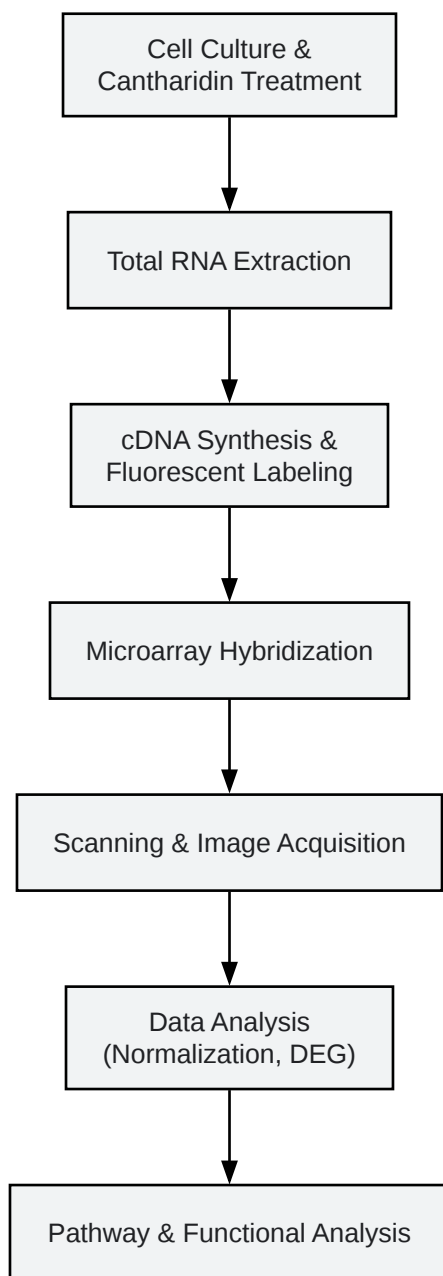 Cell Culture &
Cantharidin Treatment
Total RNA Extraction
cDNA Synthesis &
Fluorescent Labeling
Microarray Hybridization
Scanning & Image Acquisition
Data Analysis
(Normalization, DEG)
Pathway & Functional Analysis